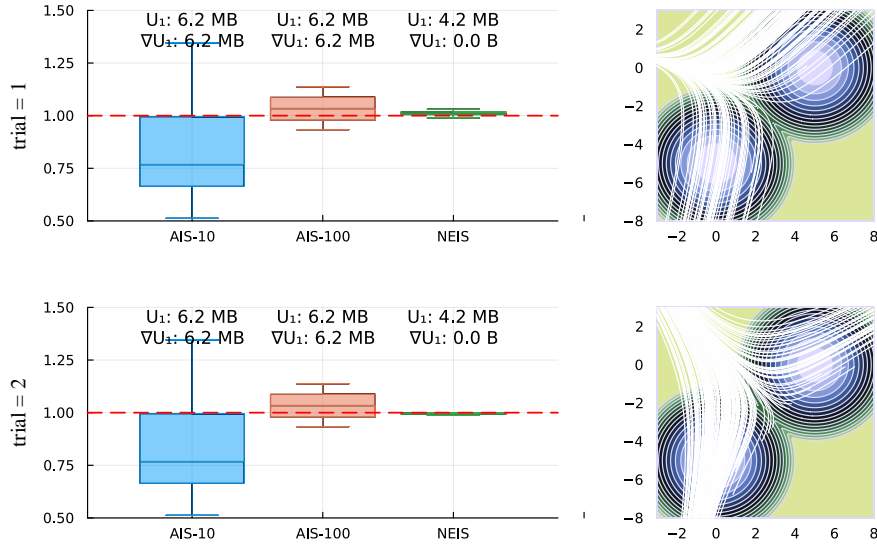 1.50
U₁: 6.2 MB U₁: 6.2 MB U₁: 4.2 MB
∇U₁: 6.2 MB ∇U₁: 6.2 MB ∇U₁: 0.0 B
1.25
1.00
0.75
0.50
trial = 1
AIS-10 AIS-100 NEIS
2
0
−2
−4
−6
−8
−2 0 2 4 6 8
1.50
U₁: 6.2 MB U₁: 6.2 MB U₁: 4.2 MB
∇U₁: 6.2 MB ∇U₁: 6.2 MB ∇U₁: 0.0 B
1.25
1.00
0.75
0.50
trial = 2
AIS-10 AIS-100 NEIS
2
0
−2
−4
−6
−8
−2 0 2 4 6 8